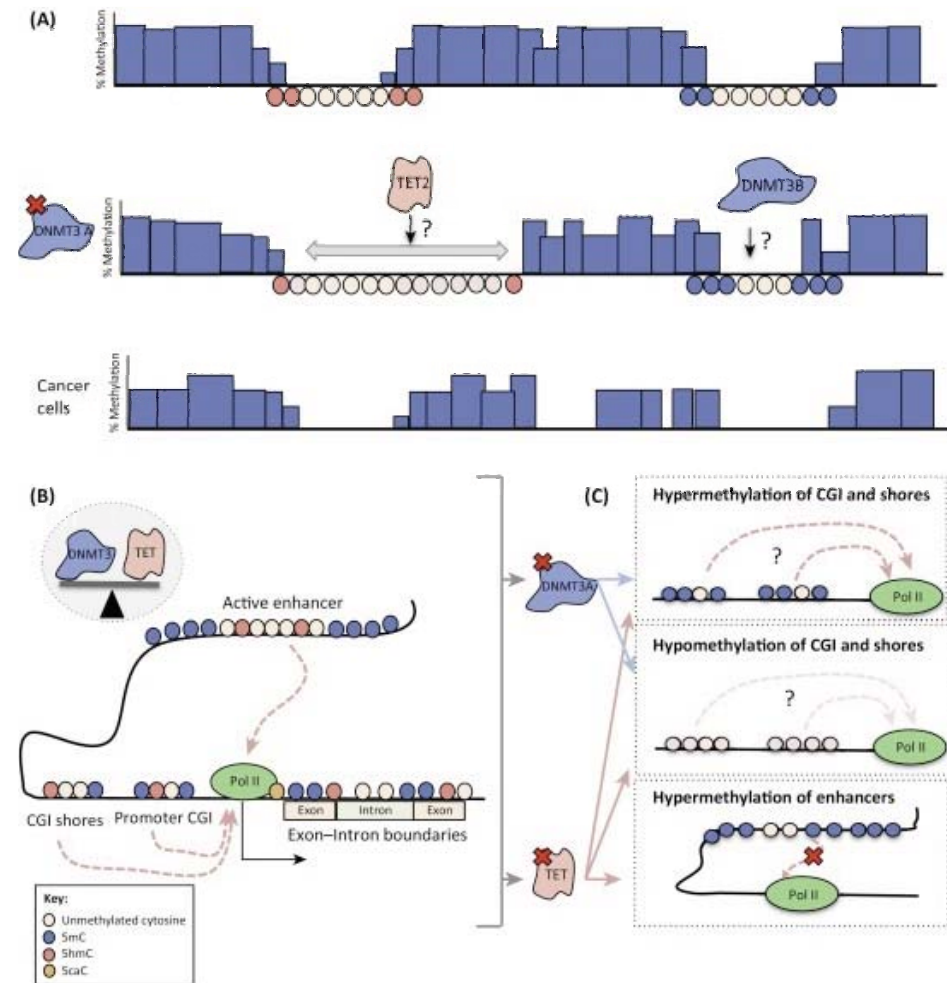 (A)
% Methylation
TET2
DNMT3B
?
?
DNMT3 A
% Methylation
Cancer
cells
% Methylation
(B)
DNMT3
TET
Active enhancer
Pol II
CGI shores
Promoter CGI
Exon
Intron
Exon
Exon–Intron boundaries
Key:
Unmethylated cytosine
5mC
5hmC
5caC
DNMT3A
TET
(C)
Hypermethylation of CGI and shores
?
Pol II
Hypomethylation of CGI and shores
?
Pol II
Hypermethylation of enhancers
Pol II